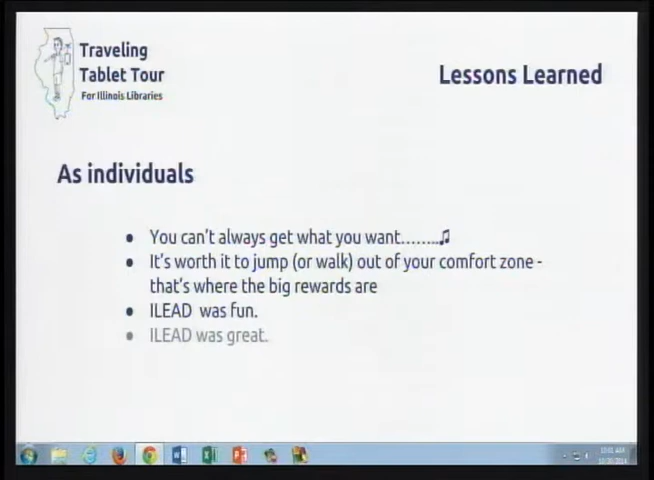 Traveling
Tablet Tour
For Illinois Libraries
Lessons Learned
As individuals
• You can't always get what you want........♫
• It's worth it to jump (or walk) out of your comfort zone -
that's where the big rewards are
• ILEAD was fun.
• ILEAD was great.